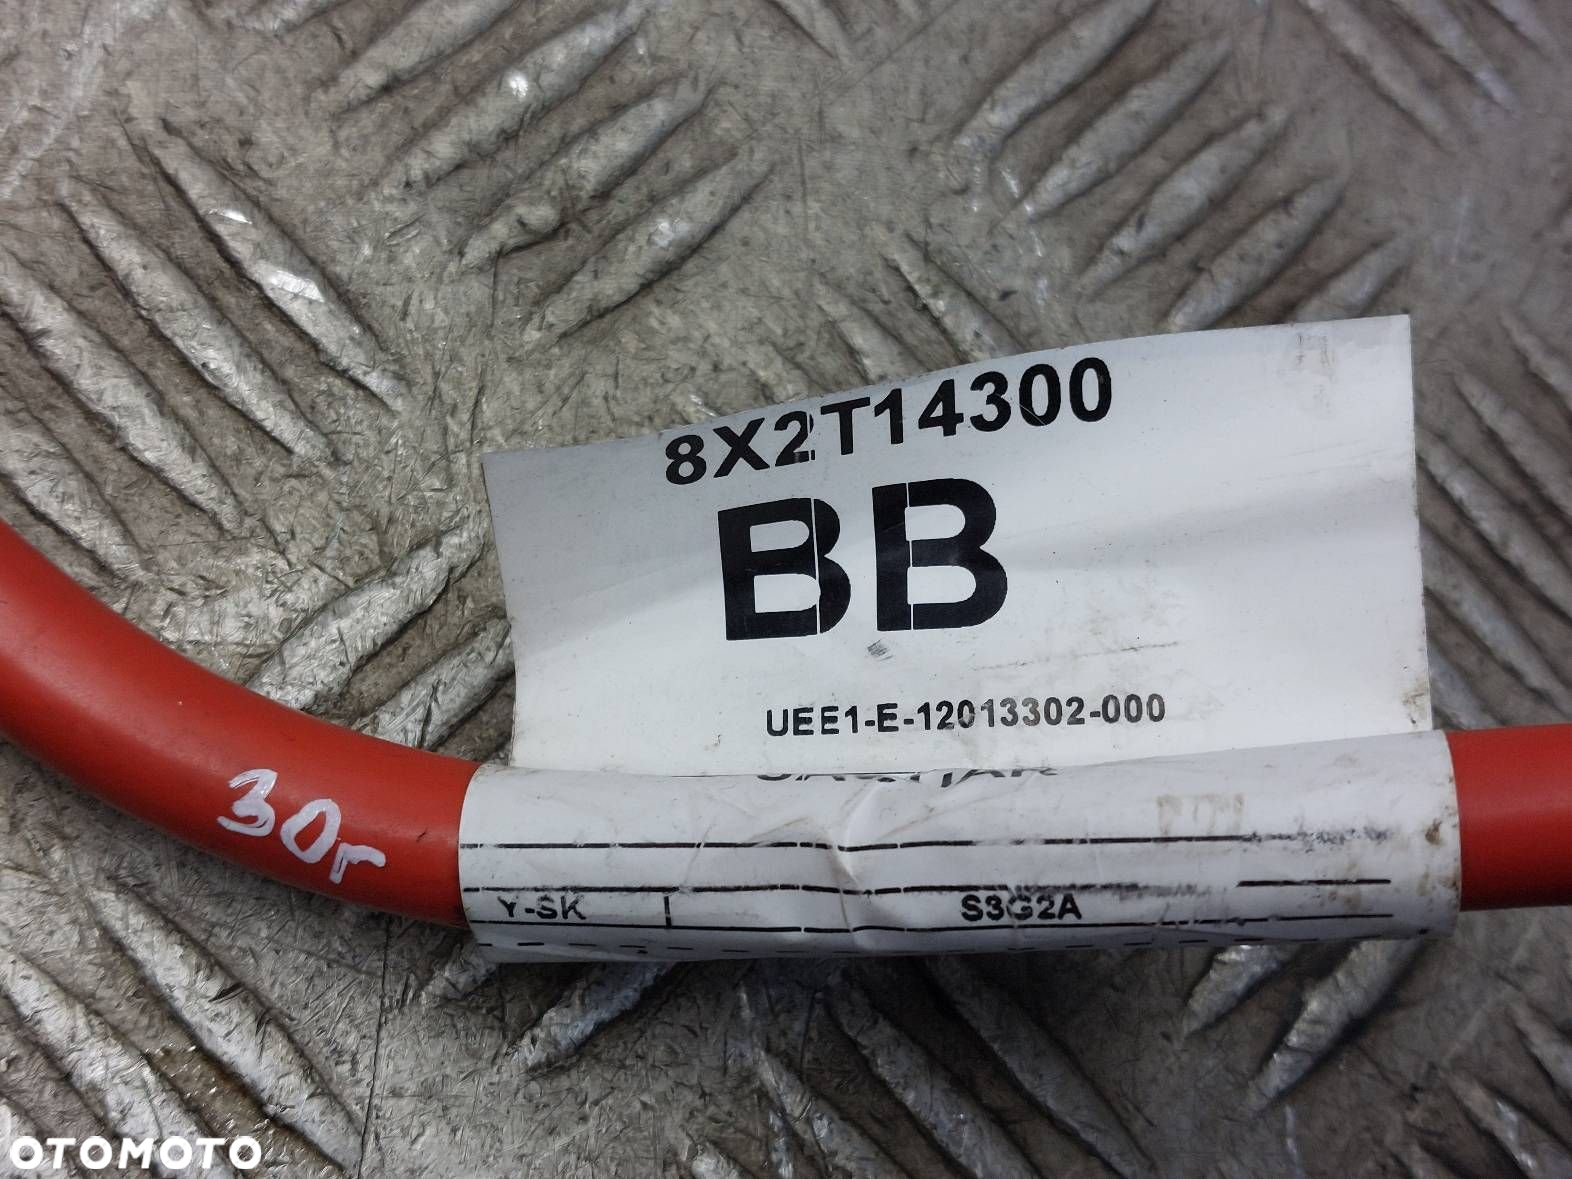 8X2T14300
BB
UEE1-E-12013302-000
30r
Y-SK
S3G2A
OTOMOTO